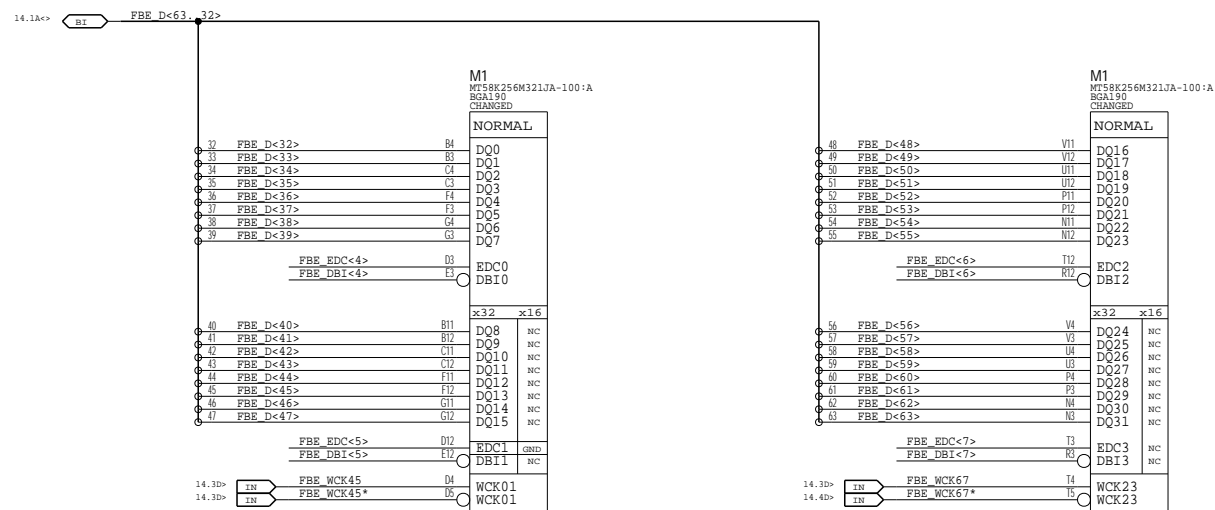 14.1A<> BI FBE_D<63..32>
M1
MT58K256M321JA-100:A
BGA190
CHANGED
NORMAL
32 FBE_D<32> B4 DQ0
33 FBE_D<33> B3 DQ1
34 FBE_D<34> C4 DQ2
35 FBE_D<35> C3 DQ3
36 FBE_D<36> F4 DQ4
37 FBE_D<37> F3 DQ5
38 FBE_D<38> G4 DQ6
39 FBE_D<39> G3 DQ7
FBE_EDC<4> D3 EDC0
FBE_DBI<4> E3 DBI0
x32 x16
40 FBE_D<40> B11 DQ8 NC
41 FBE_D<41> B12 DQ9 NC
42 FBE_D<42> C11 DQ10 NC
43 FBE_D<43> C12 DQ11 NC
44 FBE_D<44> F11 DQ12 NC
45 FBE_D<45> F12 DQ13 NC
46 FBE_D<46> G11 DQ14 NC
47 FBE_D<47> G12 DQ15 NC
FBE_EDC<5> D12 EDC1 GND
FBE_DBI<5> E12 DBI1 NC
14.3D> IN FBE_WCK45 D4 WCK01
14.3D> IN FBE_WCK45* D5 WCK01
M1
MT58K256M321JA-100:A
BGA190
CHANGED
NORMAL
48 FBE_D<48> V11 DQ16
49 FBE_D<49> V12 DQ17
50 FBE_D<50> U11 DQ18
51 FBE_D<51> U12 DQ19
52 FBE_D<52> P11 DQ20
53 FBE_D<53> P12 DQ21
54 FBE_D<54> N11 DQ22
55 FBE_D<55> N12 DQ23
FBE_EDC<6> T12 EDC2
FBE_DBI<6> R12 DBI2
x32 x16
56 FBE_D<56> V4 DQ24 NC
57 FBE_D<57> V3 DQ25 NC
58 FBE_D<58> U4 DQ26 NC
59 FBE_D<59> U3 DQ27 NC
60 FBE_D<60> P4 DQ28 NC
61 FBE_D<61> P3 DQ29 NC
62 FBE_D<62> N4 DQ30 NC
63 FBE_D<63> N3 DQ31 NC
FBE_EDC<7> T3 EDC3 NC
FBE_DBI<7> R3 DBI3 NC
14.3D> IN FBE_WCK67 T4 WCK23
14.4D> IN FBE_WCK67* T5 WCK23